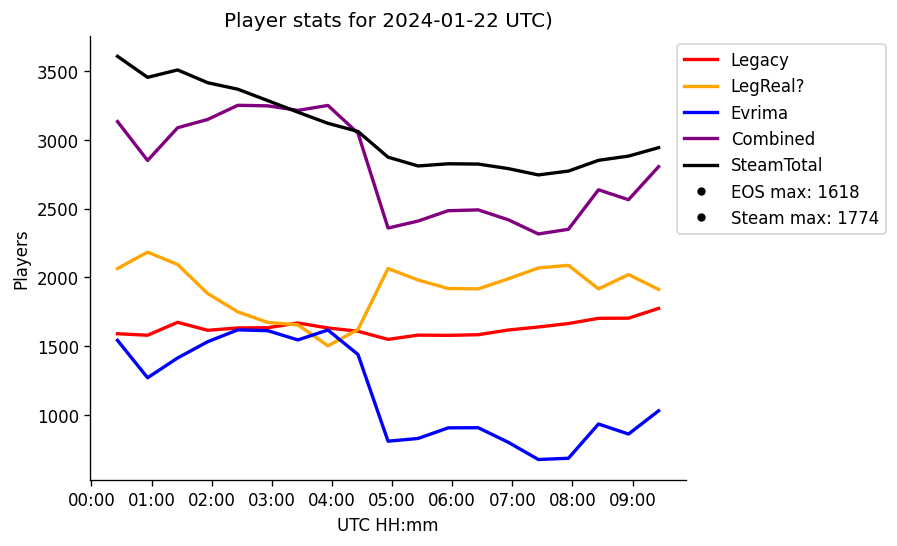 Player stats for 2024-01-22 UTC)
Legacy
LegReal?
Evrima
Combined
SteamTotal
EOS max: 1618
Steam max: 1774
3500
3000
2500
2000
1500
1000
Players
00:00 01:00 02:00 03:00 04:00 05:00 06:00 07:00 08:00 09:00
UTC HH:mm